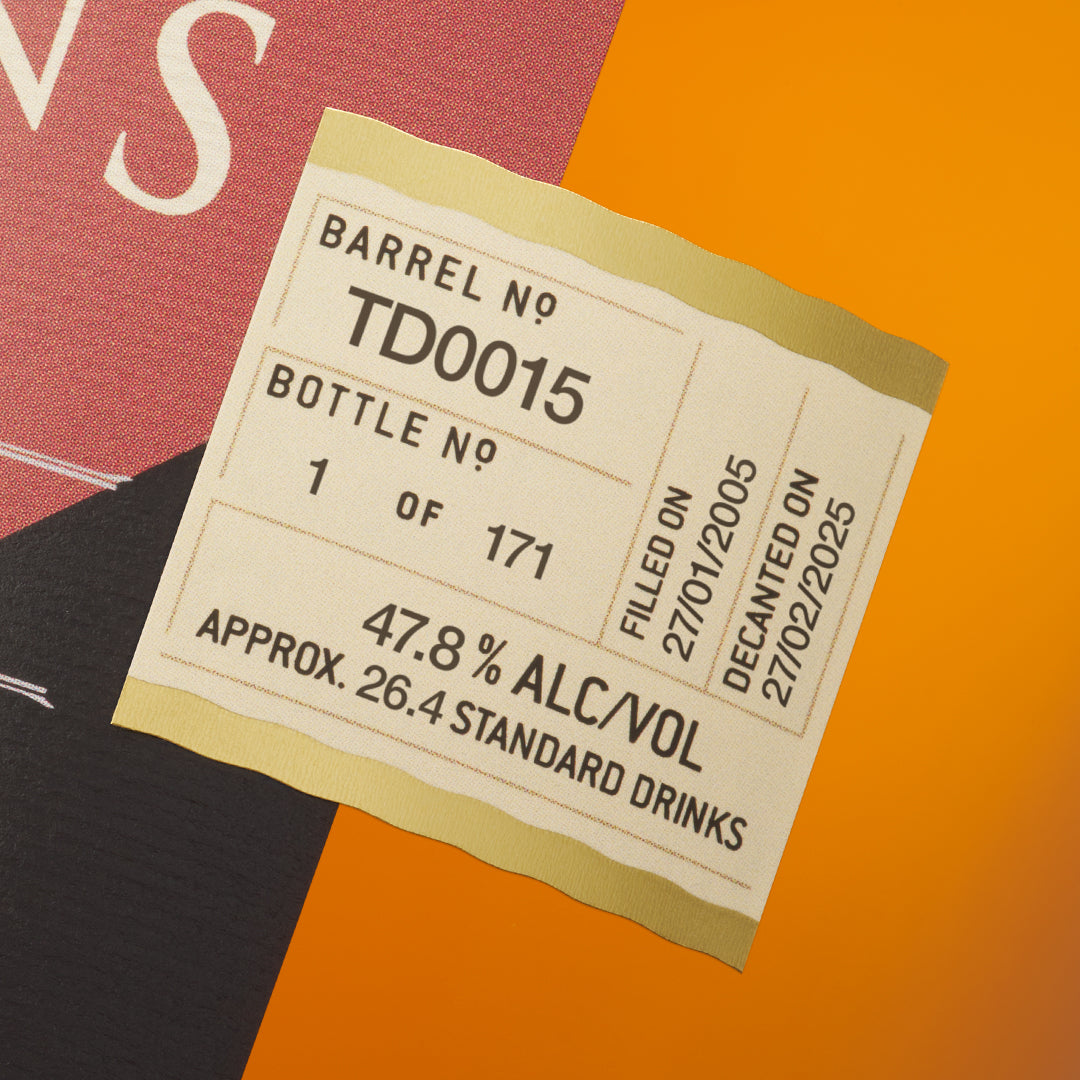 NS
BARREL Nº
TD0015
BOTTLE Nº
1 OF 171
FILLED ON
27/01/2005
DECANTED ON
27/02/2025
47.8% ALC/VOL
APPROX. 26.4 STANDARD DRINKS